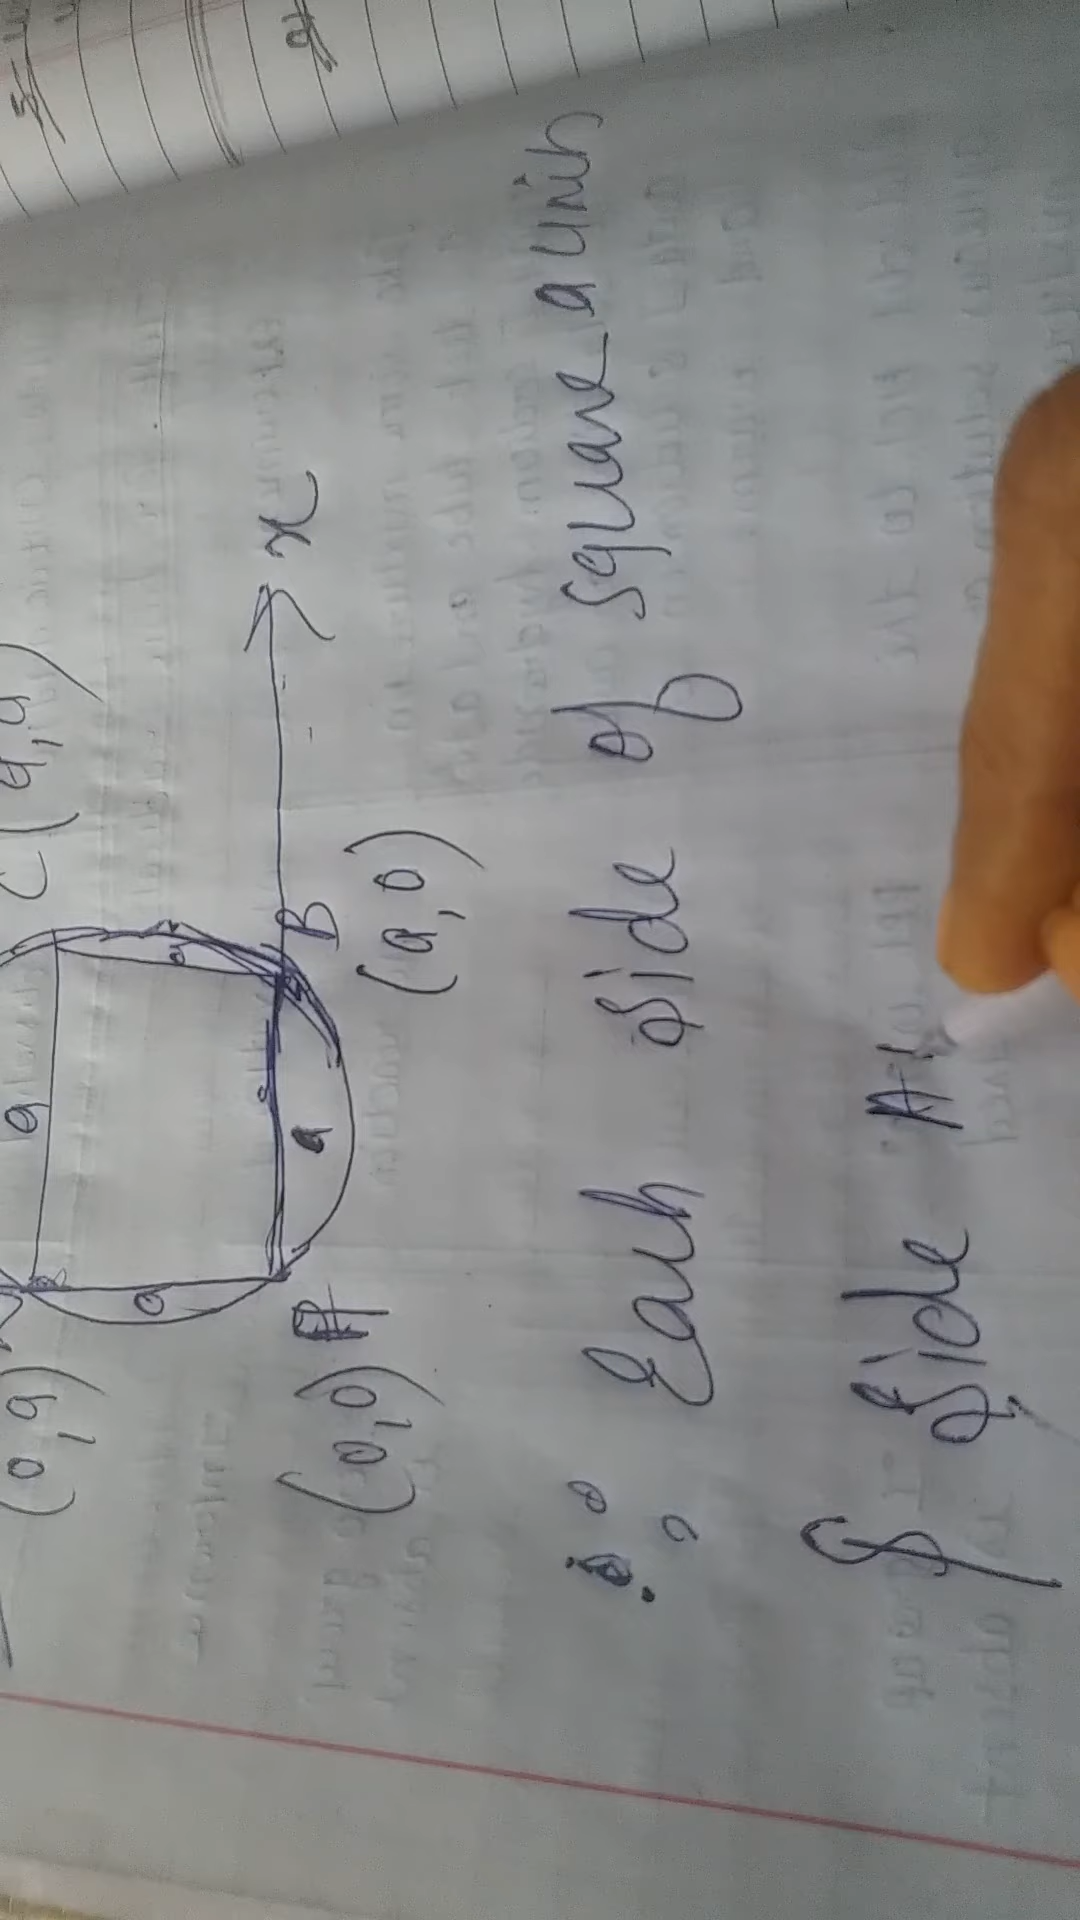 C(a,a)
a
(0,a)
a
a
a
x
B
A
(a,0)
(0,0)
∵ Each side of square a Unit
& side A